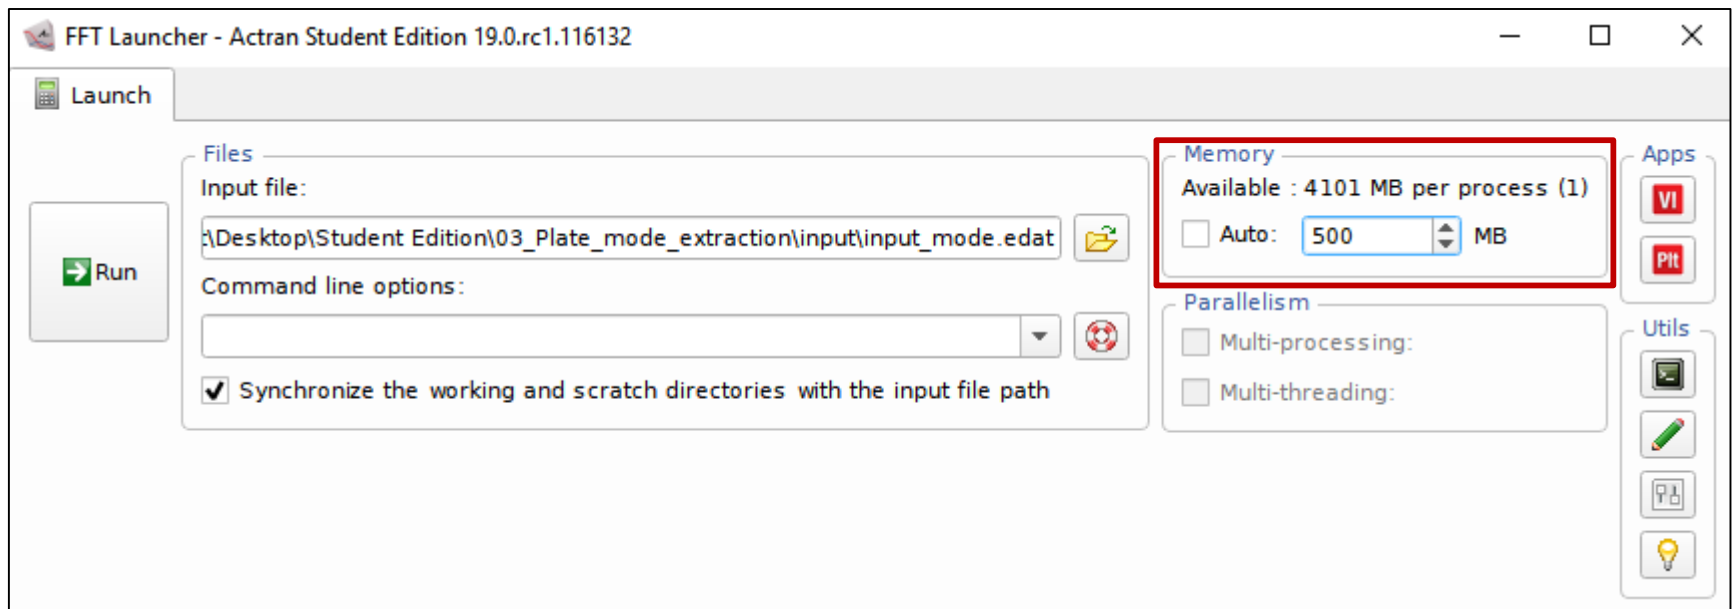 FFT Launcher - Actran Student Edition 19.0.rc1.116132
Launch
Run
Files
Input file:
:\Desktop\Student Edition\03_Plate_mode_extraction\input\input_mode.edat
Command line options:
Synchronize the working and scratch directories with the input file path
Memory
Available : 4101 MB per process (1)
Auto: 500 MB
Parallelism
Multi-processing:
Multi-threading:
Apps
VI
Plt
Utils